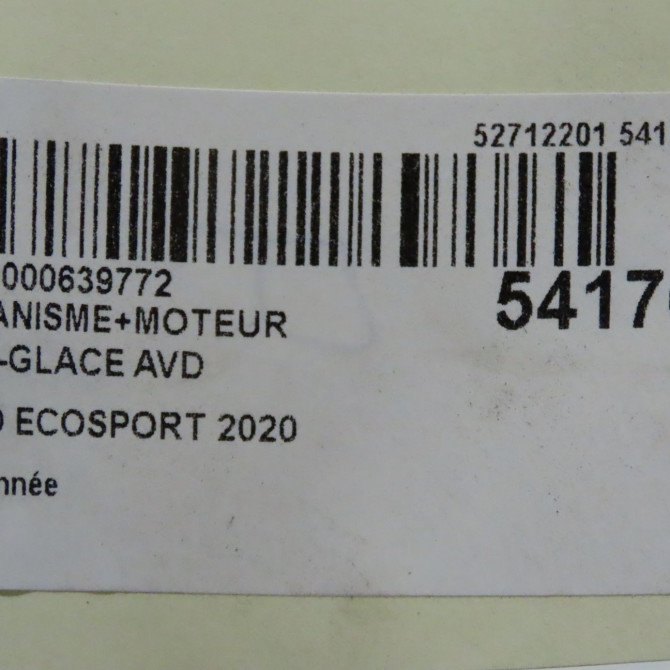 52712201 541
000639772
5417
ANISME+MOTEUR
-GLACE AVD
ECOSPORT 2020
nnée